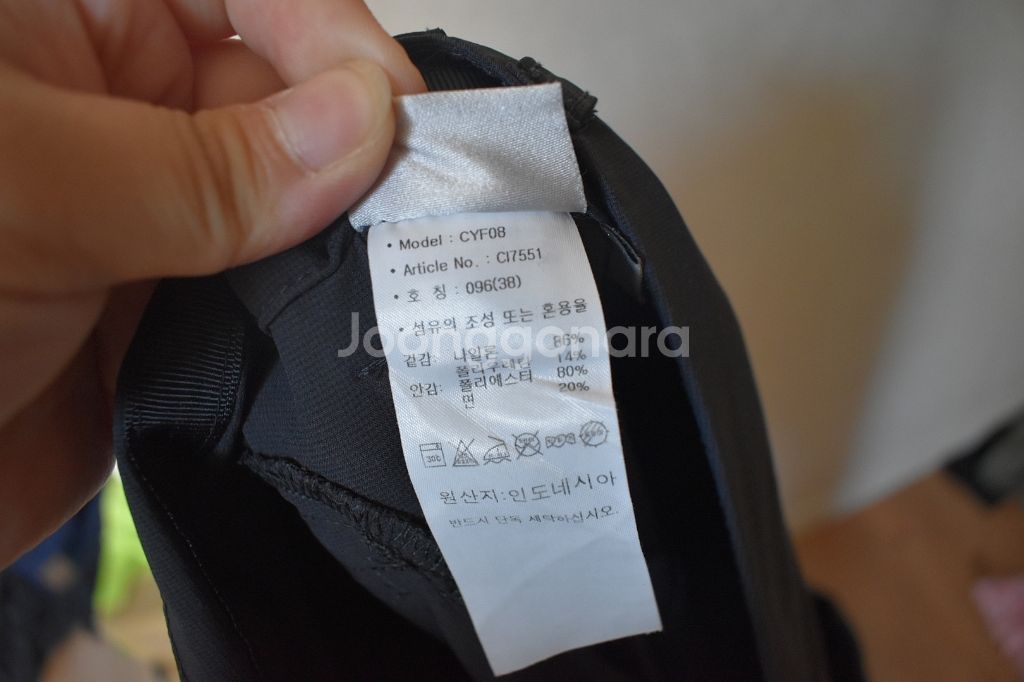 • Model : CYF08
• Article No. : CI7551
• 호 칭 : 096(38)
• 섬유의 조성 또는 혼용율
겉감: 나일론 86%
폴리우레탄 14%
안감: 폴리에스터 80%
면 20%
30℃
원산지:인도네시아
반드시 단독 세탁하십시오.
Joonggonara